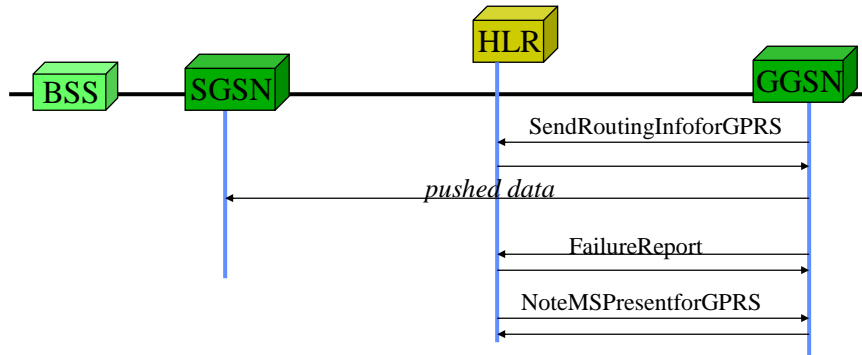 HLR
BSS
SGSN
GGSN
SendRoutingInfoforGPRS
pushed data
FailureReport
NoteMSPresentforGPRS